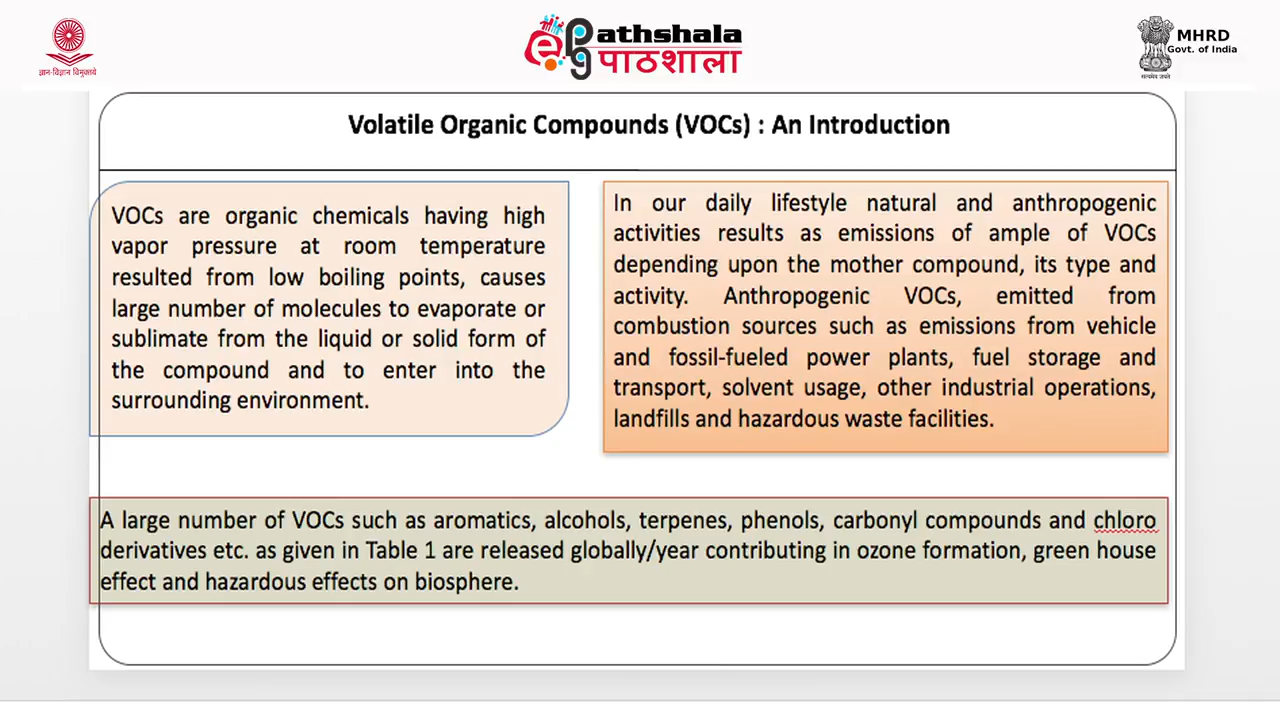 ज्ञान-विज्ञान विमुक्तये
ePathshala
पाठशाला
MHRD
Govt. of India
सत्यमेव जयते
Volatile Organic Compounds (VOCs) : An Introduction
VOCs are organic chemicals having high
vapor pressure at room temperature
resulted from low boiling points, causes
large number of molecules to evaporate or
sublimate from the liquid or solid form of
the compound and to enter into the
surrounding environment.
In our daily lifestyle natural and anthropogenic
activities results as emissions of ample of VOCs
depending upon the mother compound, its type and
activity. Anthropogenic VOCs, emitted from
combustion sources such as emissions from vehicle
and fossil-fueled power plants, fuel storage and
transport, solvent usage, other industrial operations,
landfills and hazardous waste facilities.
A large number of VOCs such as aromatics, alcohols, terpenes, phenols, carbonyl compounds and chloro
derivatives etc. as given in Table 1 are released globally/year contributing in ozone formation, green house
effect and hazardous effects on biosphere.